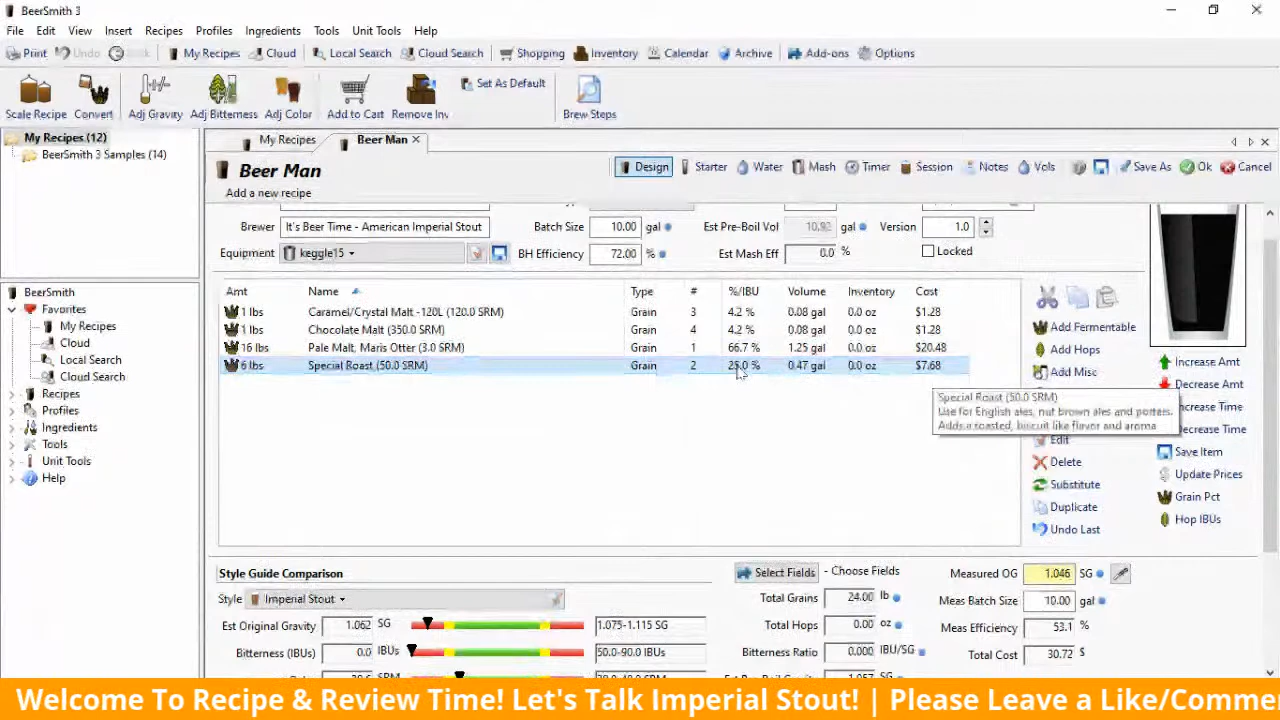 BeerSmith 3
File Edit View Insert Recipes Profiles Ingredients Tools Unit Tools Help
Print Undo My Recipes Cloud Local Search Cloud Search Shopping Inventory Calendar Archive Add-ons Options
Set As Default
Scale Recipe Convert Adj Gravity Adj Bitterness Adj Color Add to Cart Remove Inv Brew Steps
My Recipes (12)
BeerSmith 3 Samples (14)
My Recipes Beer Man
Beer Man
Design Starter Water Mash Timer Session Notes Vols Save As Ok Cancel
Add a new recipe
Brewer It's Beer Time - American Imperial Stout Batch Size 10.00 gal Est Pre-Boil Vol 10.92 gal Version 1.0
Equipment keggle15 BH Efficiency 72.00 % Est Mash Eff 0.0 % Locked
Amt Name Type # %/IBU Volume Inventory Cost
1 lbs Caramel/Crystal Malt -120L (120.0 SRM) Grain 3 4.2 % 0.08 gal 0.0 oz $1.28
1 lbs Chocolate Malt (350.0 SRM) Grain 4 4.2 % 0.08 gal 0.0 oz $1.28
16 lbs Pale Malt, Maris Otter (3.0 SRM) Grain 1 66.7 % 1.25 gal 0.0 oz $20.48
6 lbs Special Roast (50.0 SRM) Grain 2 25.0 % 0.47 gal 0.0 oz $7.68
Special Roast (50.0 SRM)
Use for English ales, nut brown ales and porters.
Adds a toasted, biscuit like flavor and aroma
Add Fermentable
Add Hops
Add Misc
Edit
Delete
Substitute
Duplicate
Undo Last
Increase Amt
Decrease Amt
Increase Time
Decrease Time
Save Item
Update Prices
Grain Pct
Hop IBUs
BeerSmith
Favorites
My Recipes
Cloud
Local Search
Cloud Search
Recipes
Profiles
Ingredients
Tools
Unit Tools
Help
Style Guide Comparison
Style Imperial Stout
Est Original Gravity 1.062 SG 1.075-1.115 SG
Bitterness (IBUs) 0.0 IBUs 50.0-90.0 IBUs
Select Fields - Choose Fields
Total Grains 24.00 lb
Total Hops 0.00 oz
Bitterness Ratio 0.000 IBU/SG
Measured OG 1.046 SG
Meas Batch Size 10.00 gal
Meas Efficiency 53.1 %
Total Cost 30.72 $
Welcome To Recipe & Review Time! Let's Talk Imperial Stout! | Please Leave a Like/Comme